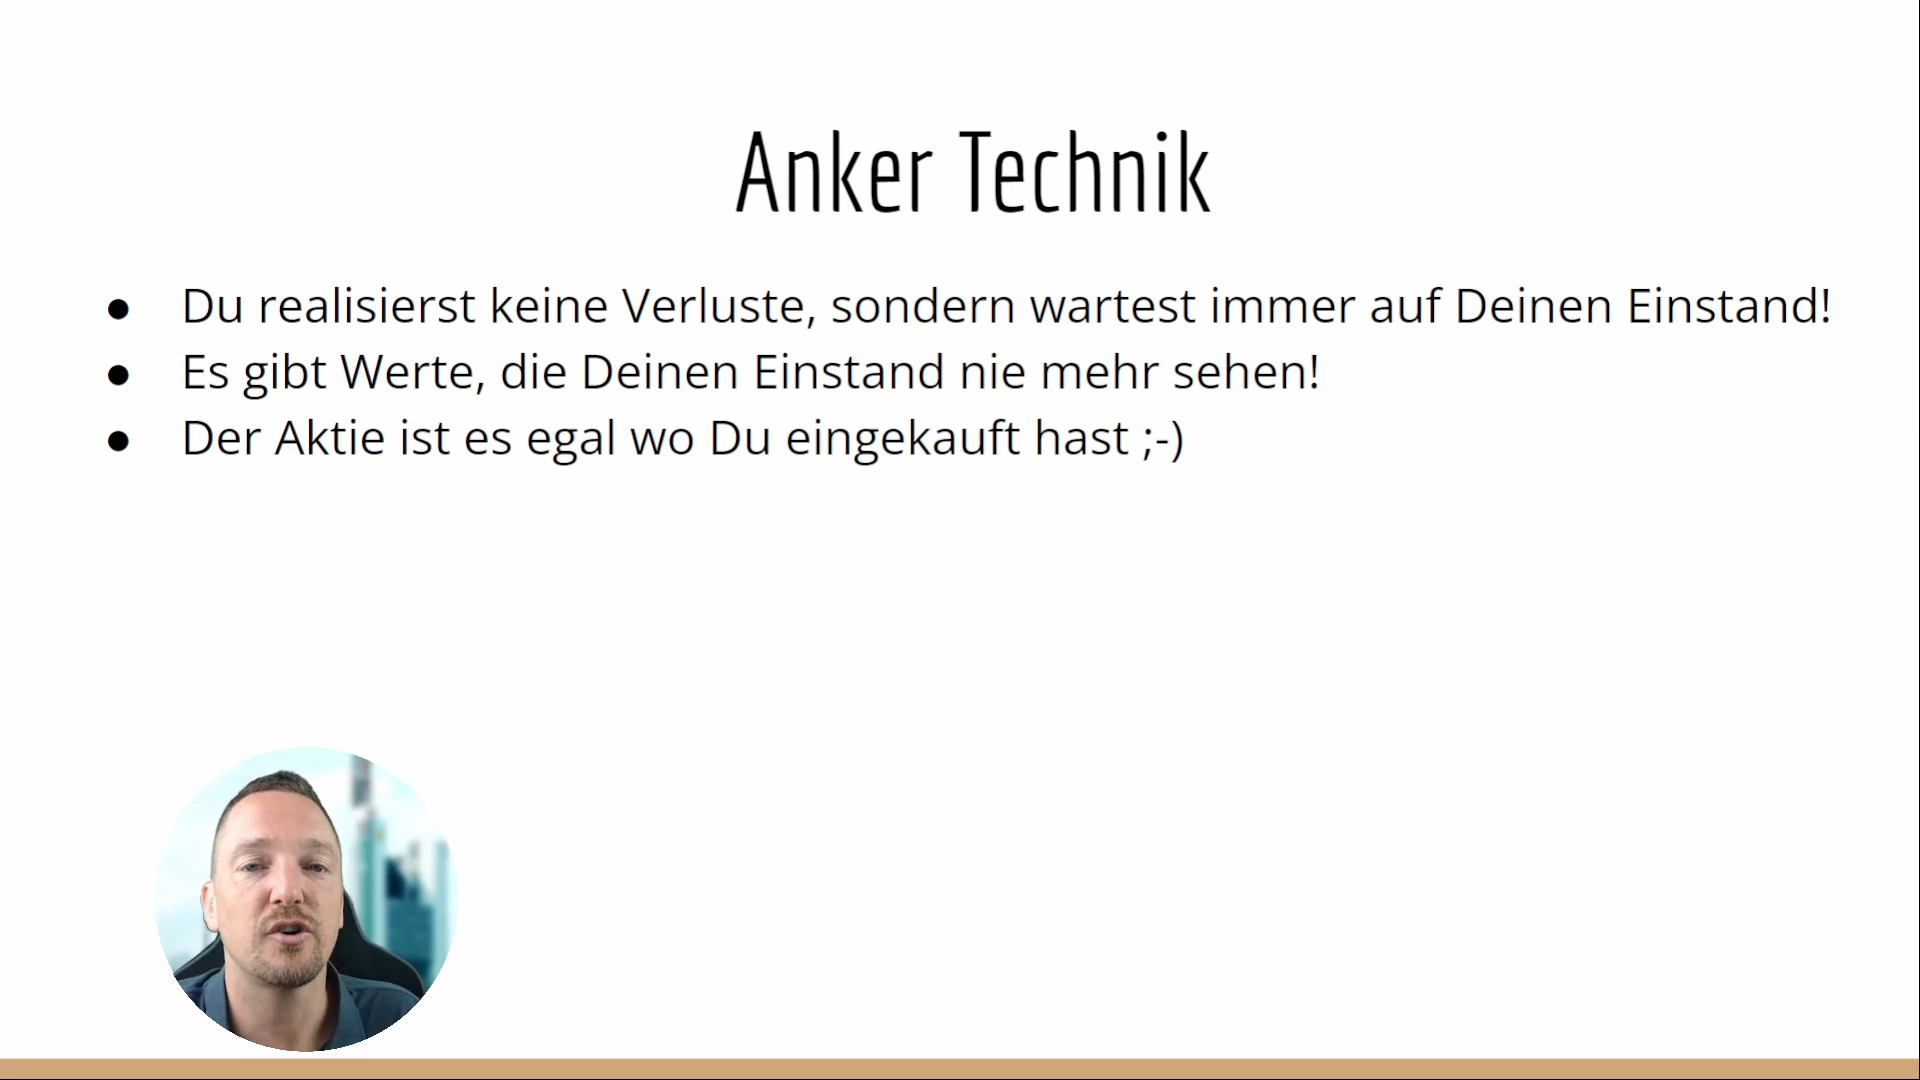 Anker Technik
● Du realisierst keine Verluste, sondern wartest immer auf Deinen Einstand!
● Es gibt Werte, die Deinen Einstand nie mehr sehen!
● Der Aktie ist es egal wo Du eingekauft hast ;-)